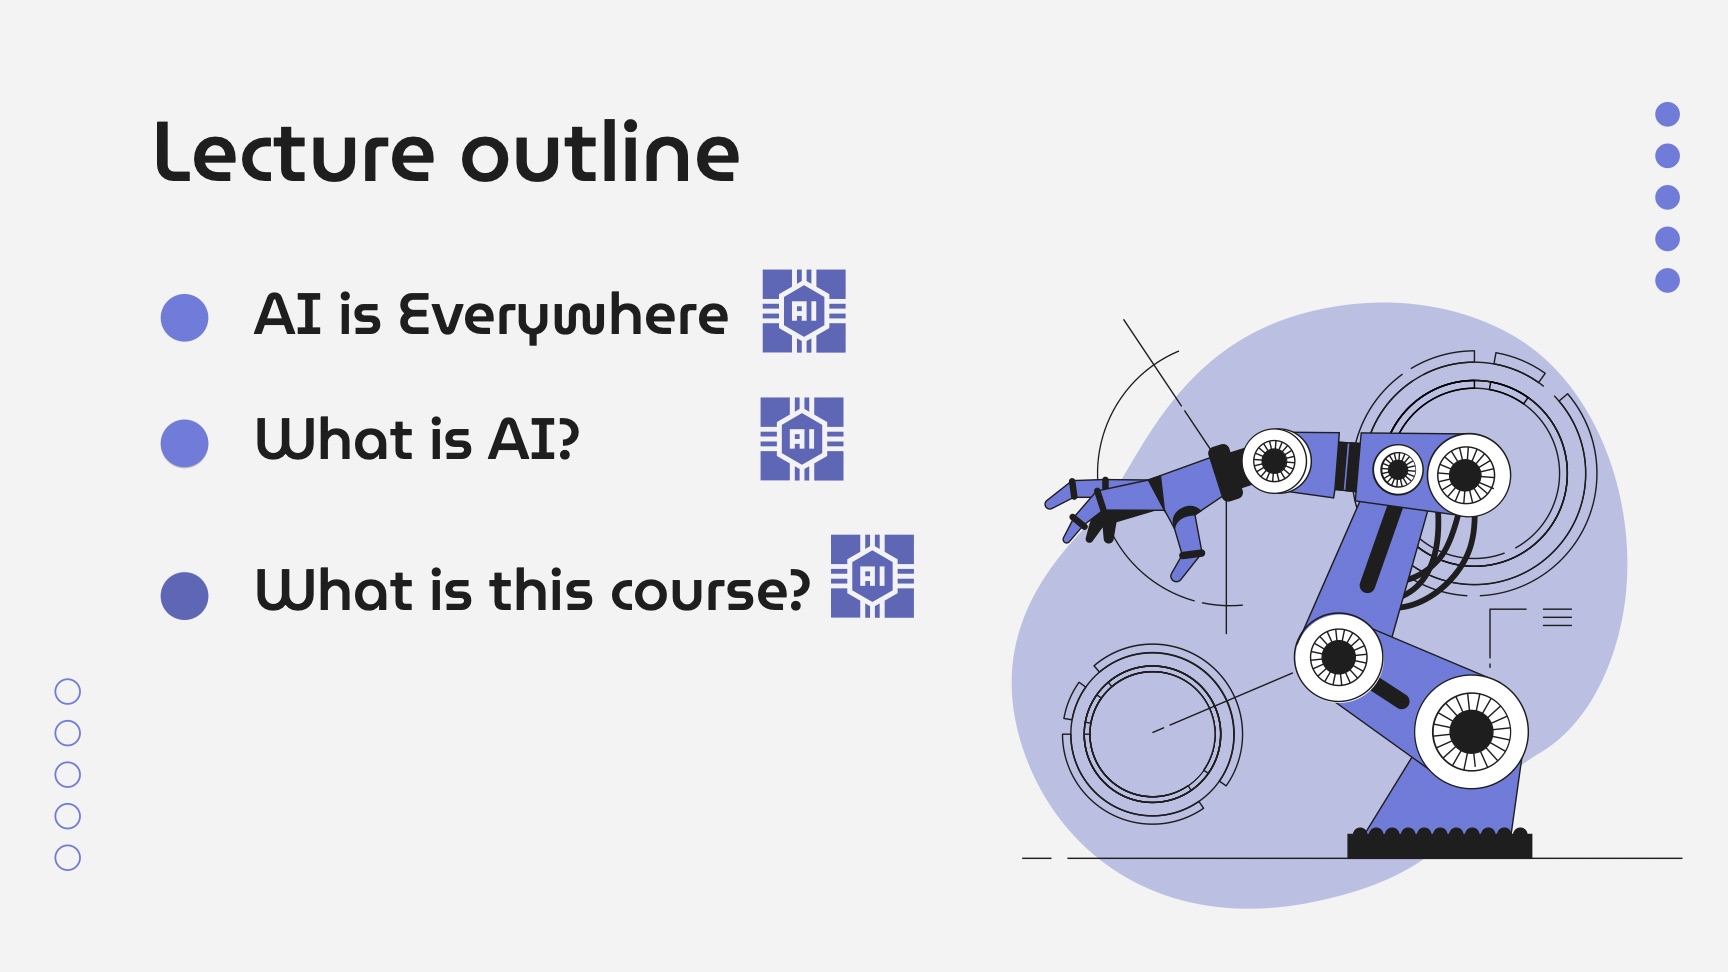 Lecture outline
AI is Everywhere
AI
What is AI?
AI
What is this course?
AI